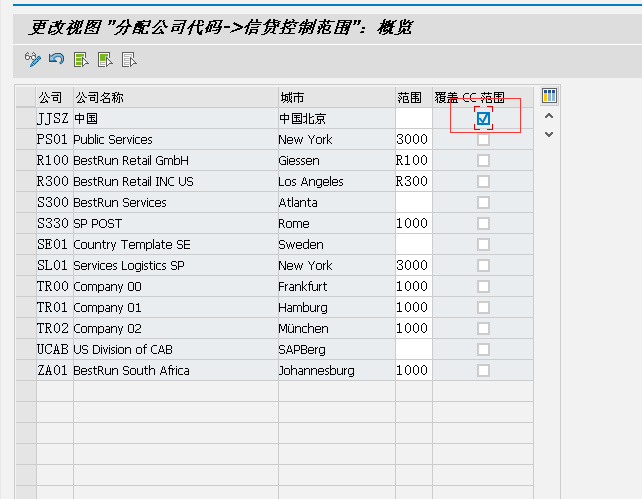 更改视图 "分配公司代码->信贷控制范围": 概览
公司 公司名称 城市 范围 覆盖 CC 范围
JJSZ 中国 中国北京
PS01 Public Services New York 3000
R100 BestRun Retail GmbH Giessen R100
R300 BestRun Retail INC US Los Angeles R300
S300 BestRun Services Atlanta
S330 SP POST Rome 1000
SE01 Country Template SE Sweden
SL01 Services Logistics SP New York 3000
TR00 Company 00 Frankfurt 1000
TR01 Company 01 Hamburg 1000
TR02 Company 02 München 1000
UCAB US Division of CAB SAPBerg
ZA01 BestRun South Africa Johannesburg 1000